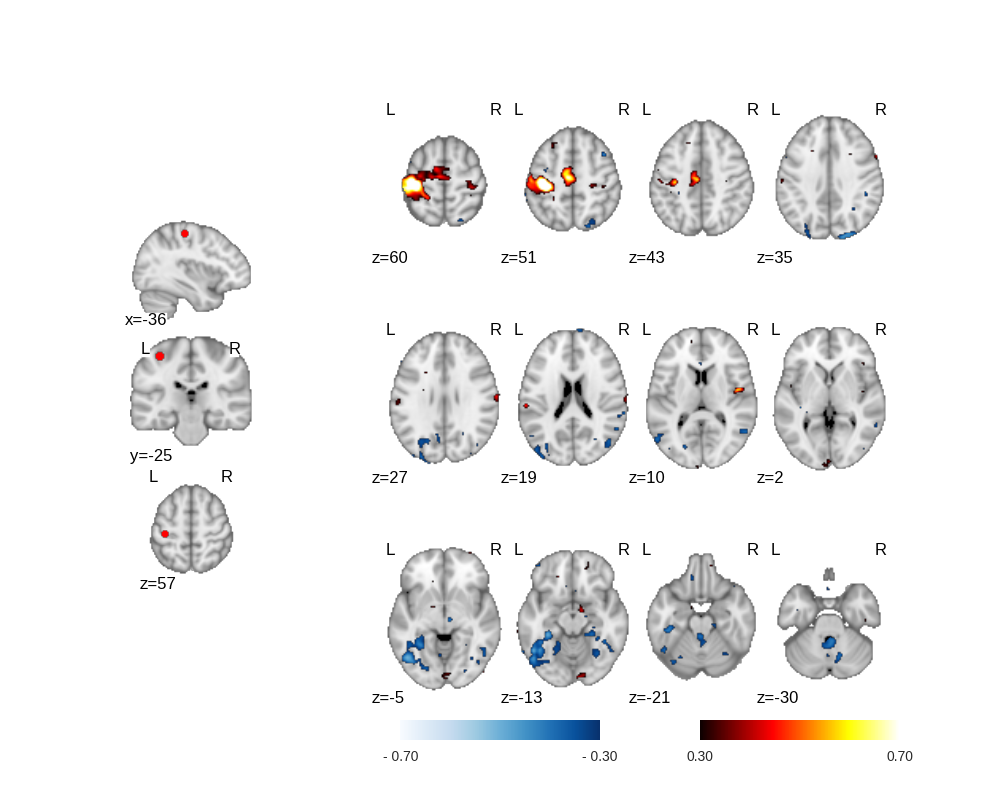 L R L R L R L R
z=60 z=51 z=43 z=35
x=-36
L R
y=-25
L R
z=57
L R L R L R L R
z=27 z=19 z=10 z=2
L R L R L R L R
z=-5 z=-13 z=-21 z=-30
- 0.70 - 0.30 0.30 0.70